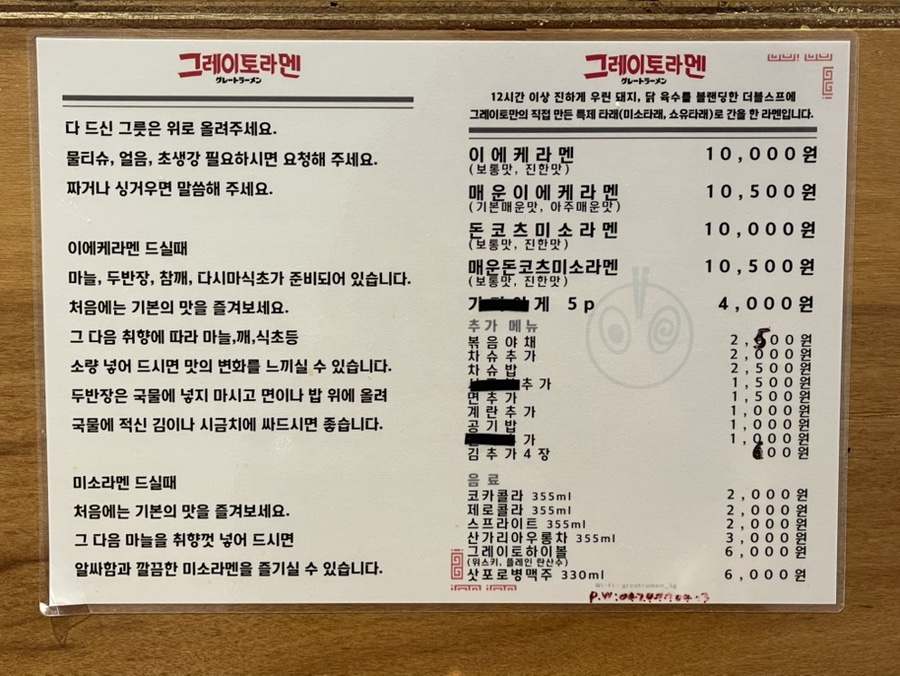 그레이토라멘
グレートラーメン
다 드신 그릇은 위로 올려주세요.
물티슈, 얼음, 초생강 필요하시면 요청해 주세요.
짜거나 싱거우면 말씀해 주세요.
이에케라멘 드실때
마늘, 두반장, 참깨, 다시마식초가 준비되어 있습니다.
처음에는 기본의 맛을 즐겨보세요.
그 다음 취향에 따라 마늘,깨,식초등
소량 넣어 드시면 맛의 변화를 느끼실 수 있습니다.
두반장은 국물에 넣지 마시고 면이나 밥 위에 올려
국물에 적신 김이나 시금치에 싸드시면 좋습니다.
미소라멘 드실때
처음에는 기본의 맛을 즐겨보세요.
그 다음 마늘을 취향껏 넣어 드시면
알싸함과 깔끔한 미소라멘을 즐기실 수 있습니다.
그레이토라멘
グレートラーメン
12시간 이상 진하게 우린 돼지, 닭 육수를 블랜딩한 더블스프에
그레이토만의 직접 만든 특제 타래(미소타래, 쇼유타래)로 간을 한 라멘입니다.
이에케라멘 10,000원
(보통맛, 진한맛)
매운이에케라멘 10,500원
(기본매운맛, 아주매운맛)
돈코츠미소라멘 10,000원
(보통맛, 진한맛)
매운돈코츠미소라멘 10,500원
(보통맛, 진한맛)
게 5p 4,000원
추가 메뉴
볶음야채 2,500원
차슈추가 2,000원
차슈밥 2,500원
추가 1,500원
면추가 1,500원
계란추가 1,000원
공기밥 1,000원
가 1,000원
김추가4장
음료
코카콜라 355ml 2,000원
제로콜라 355ml 2,000원
스프라이트 355ml 2,000원
산가리아우롱차 355ml 3,000원
그레이토하이볼 6,000원
(위스키, 플레인 탄산수)
삿포로병맥주 330ml 6,000원
Wi-Fi : greatramen_5g
P.W: